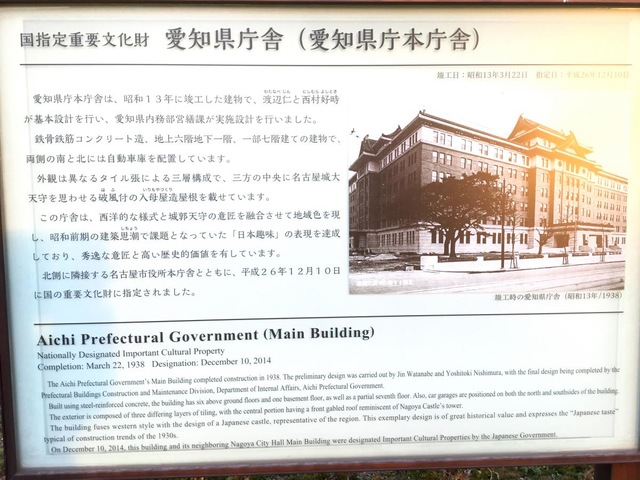 国指定重要文化財 愛知県庁舎（愛知県庁本庁舎）
竣工日：昭和13年3月22日 指定日：平成26年12月10日
愛知県庁本庁舎は、昭和１３年に竣工した建物で、渡辺仁と西村好時
が基本設計を行い、愛知県内務部営繕課が実施設計を行いました。
鉄骨鉄筋コンクリート造、地上六階地下一階、一部七階建ての建物で、
両側の南と北には自動車庫を配置しています。
外観は異なるタイル張による三層構成で、三方の中央に名古屋城大
天守を思わせる破風付の入母屋造屋根を載せています。
この庁舎は、西洋的な様式と城郭天守の意匠を融合させて地域色を現
し、昭和前期の建築思潮で課題となっていた「日本趣味」の表現を達成
しており、秀逸な意匠と高い歴史的価値を有しています。
北側に隣接する名古屋市役所本庁舎とともに、平成２６年１２月１０日
に国の重要文化財に指定されました。
竣工時の愛知県庁舎（昭和13年/1938）
Aichi Prefectural Government (Main Building)
Nationally Designated Important Cultural Property
Completion: March 22, 1938 Designation: December 10, 2014
The Aichi Prefectural Government's Main Building completed construction in 1938. The preliminary design was carried out by Jin Watanabe and Yoshitoki Nishimura, with the final design being completed by the
Prefectural Buildings Construction and Maintenance Division, Department of Internal Affairs, Aichi Prefectural Government.
Built using steel-reinforced concrete, the building has six above ground floors and one basement floor, as well as a partial seventh floor. Also, car garages are positioned on both the north and southsides of the building.
The exterior is composed of three differing layers of tiling, with the central portion having a front gabled roof reminiscent of Nagoya Castle's tower.
The building fuses western style with the design of a Japanese castle, representative of the region. This exemplary design is of great historical value and expresses the "Japanese taste"
typical of construction trends of the 1930s.
On December 10, 2014, this building and its neighboring Nagoya City Hall Main Building were designated Important Cultural Properties by the Japanese Government.